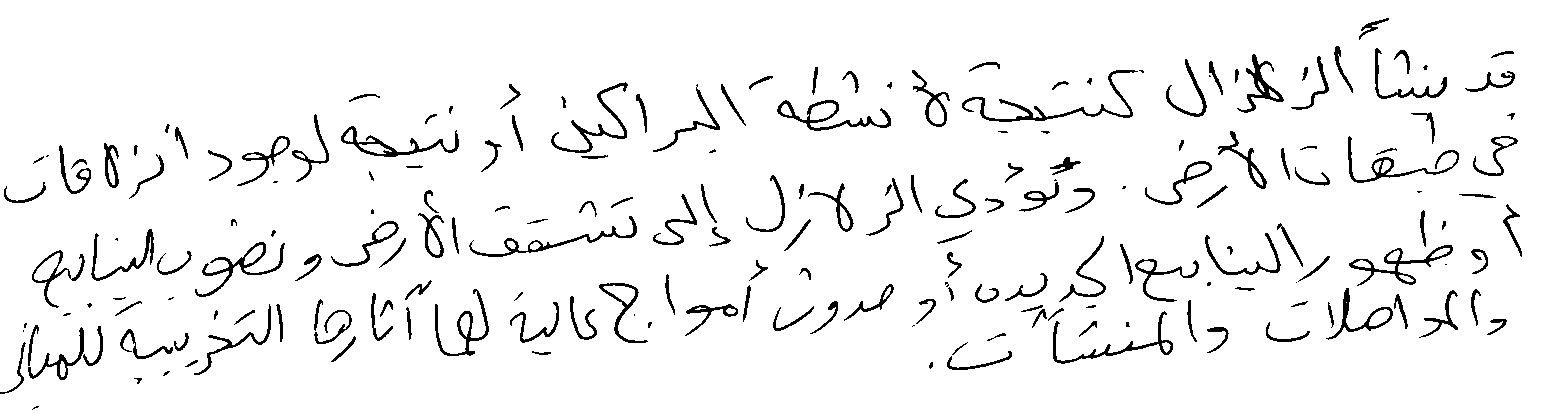 قد ينشأ الزلزال كنتيجة لأنشطة البراكين أو نتيجة لوجود انزلاقات
في طبقات الأرض. وتؤدي الزلازل إلى تشقق الأرض ونضوب الينابيع
أو ظهور الينابيع الجديدة أو حدوث أمواج عالية لها آثارها التخريبية للمباني
والمواصلات والمنشآت.